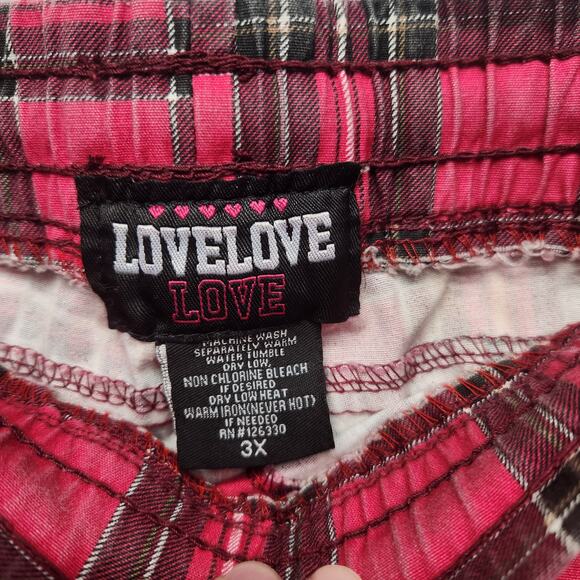 LOVELOVE
LOVE
MACHINE WASH
SEPARATELY WARM
WATER TUMBLE
DRY LOW,
NON CHLORINE BLEACH
IF DESIRED
DRY LOW HEAT
WARM IRON(NEVER HOT)
IF NEEDED
RN#126330
3X